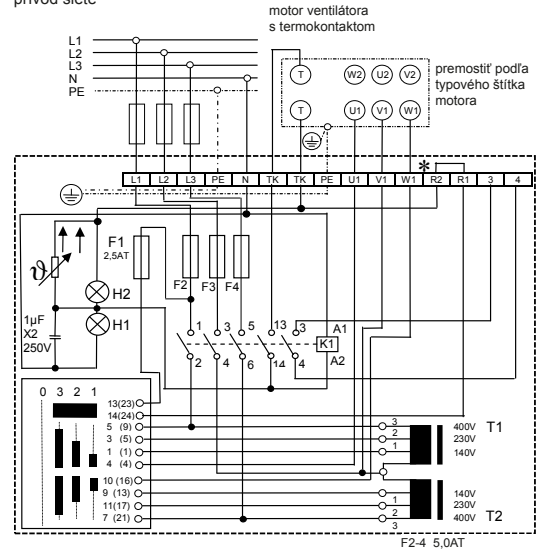 prívod siete
motor ventilátora
s termokontaktom
L1
L2
L3
N
PE
T W2 U2 V2
T U1 V1 W1
premostiť podľa
typového štítka
motora
*
L1 L2 L3 PE N TK TK PE U1 V1 W1 R2 R1 3 4
F1
2,5AT
F2 F3 F4
ϑ
H2
H1
1µF
X2
250V
1 3 5 13 3
A1
K1
A2
2 4 6 14 4
0 3 2 1
13(23)
14(24)
5 (9)
3 (5)
1 (1)
4 (4)
10 (16)
9 (13)
11(17)
7 (21)
3
2
1
400V
230V
140V
T1
1
2
3
140V
230V
400V
T2
F2-4 5,0AT